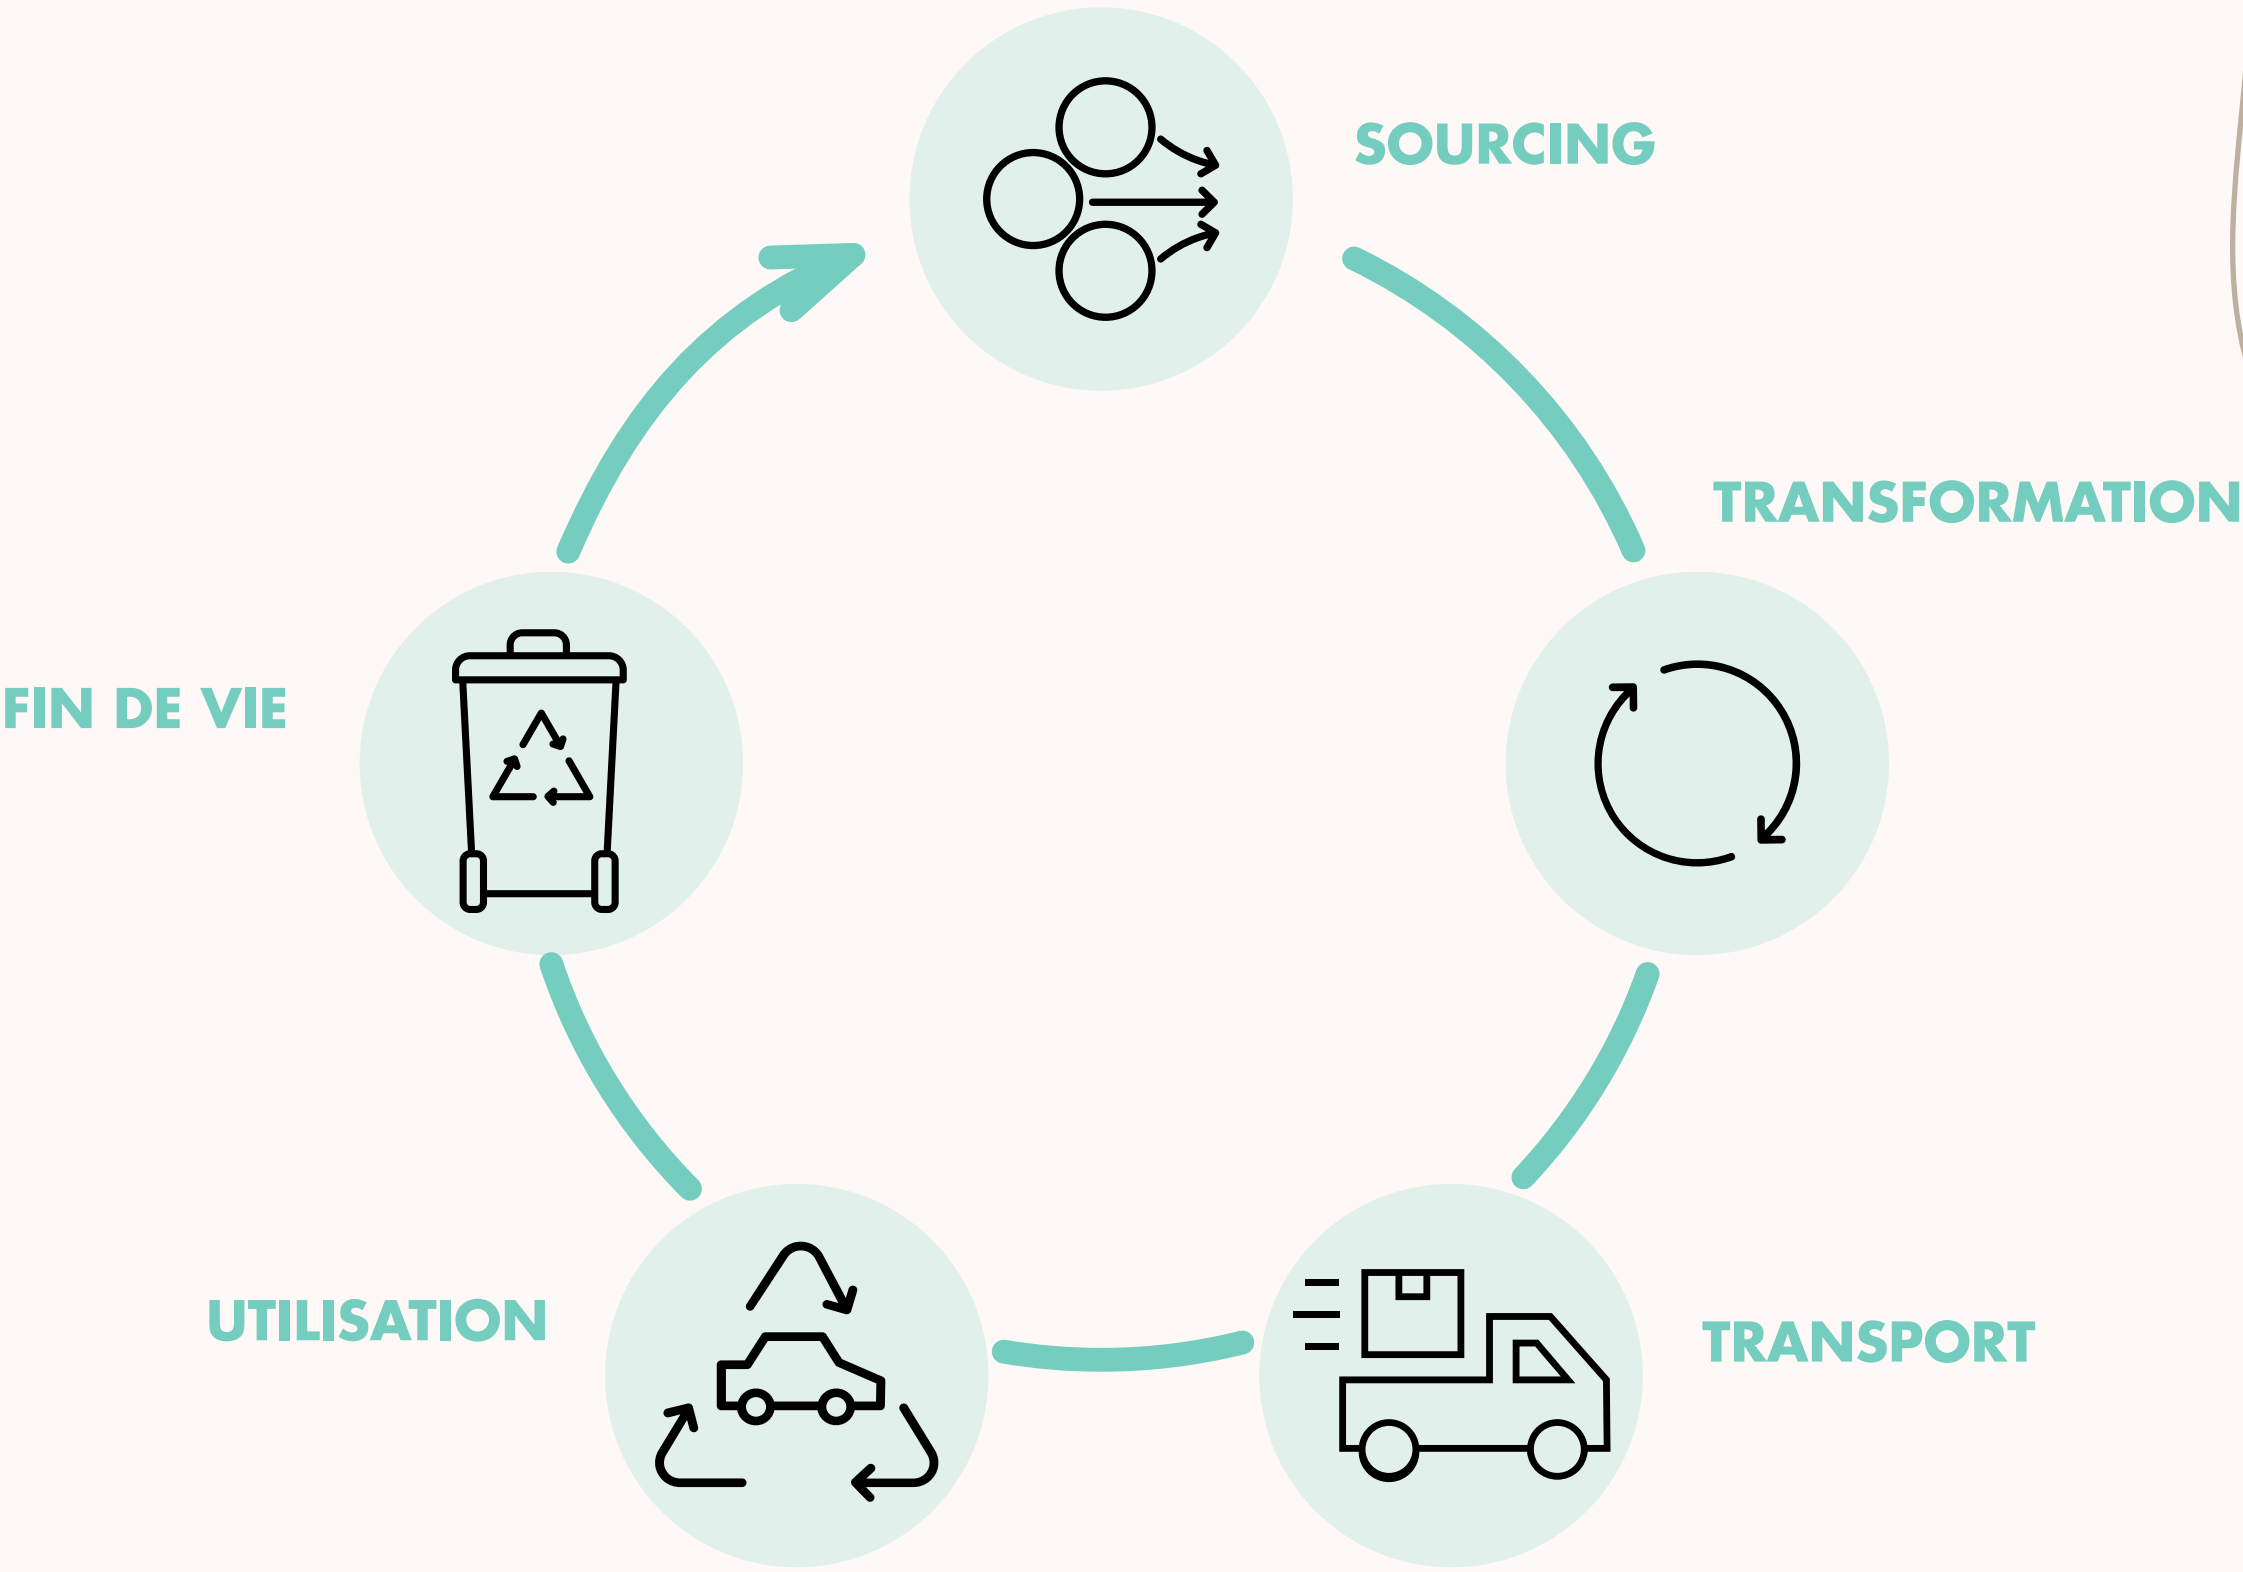 SOURCING
TRANSFORMATION
FIN DE VIE
UTILISATION
TRANSPORT